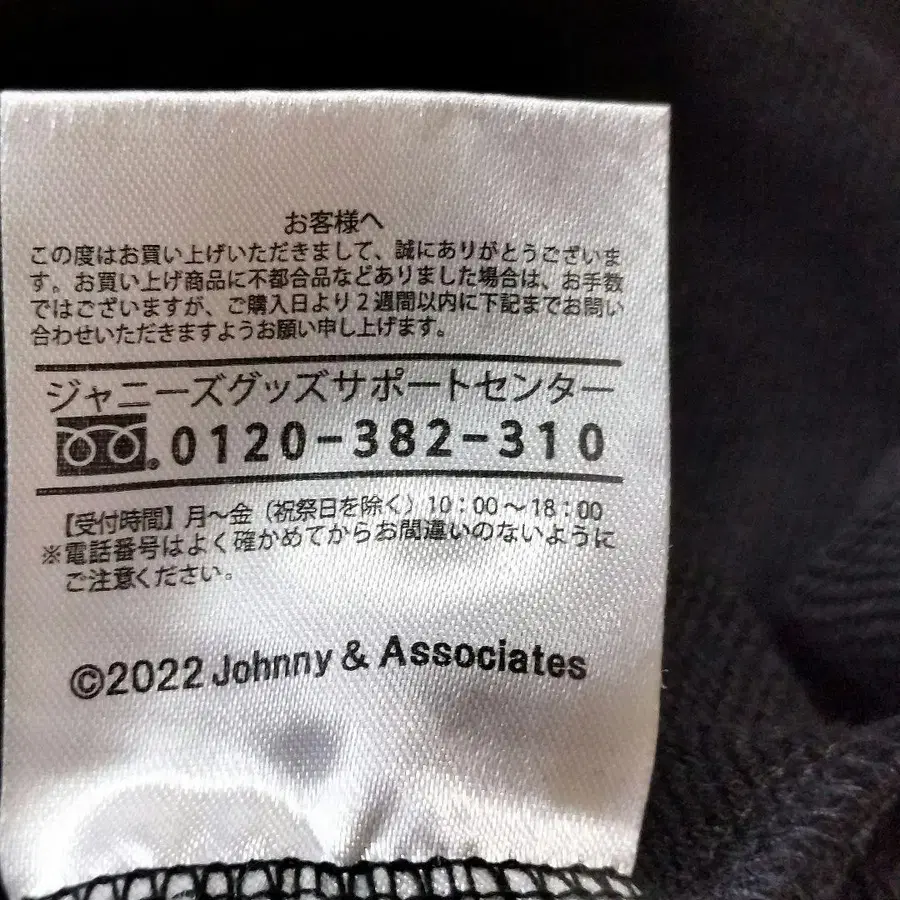 お客様へ
この度はお買い上げいただきまして、誠にありがとうございま
す。お買い上げ商品に不都合品などありました場合は、お手数
ではございますが、ご購入日より2週間以内に下記までお問い
合わせいただきますようお願い申し上げます。
ジャニーズグッズサポートセンター
0120-382-310
【受付時間】月〜金（祝祭日を除く）10：00〜18：00
※電話番号はよく確かめてからお間違いのないように
ご注意ください。
©2022 Johnny & Associates